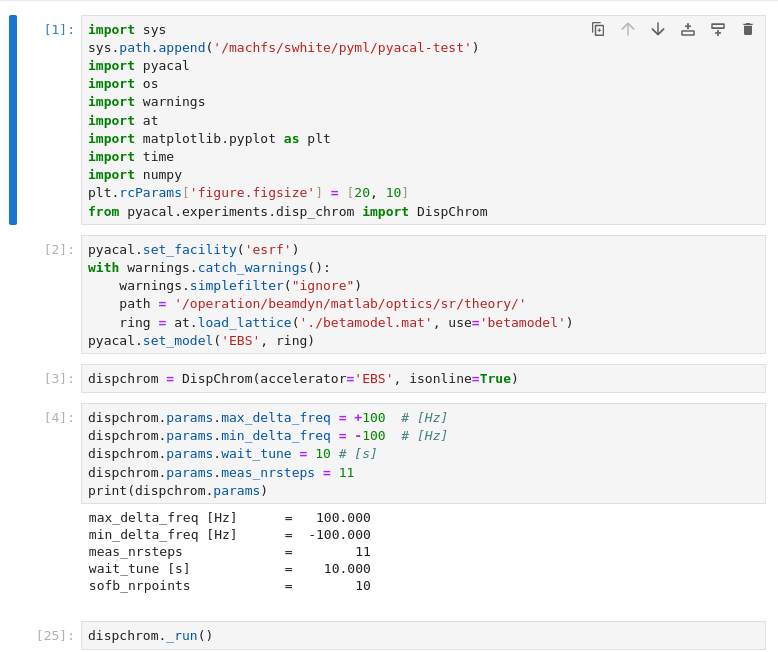 [1]:
import sys
sys.path.append('/machfs/swhite/pyml/pyacal-test')
import pyacal
import os
import warnings
import at
import matplotlib.pyplot as plt
import time
import numpy
plt.rcParams['figure.figsize'] = [20, 10]
from pyacal.experiments.disp_chrom import DispChrom
[2]:
pyacal.set_facility('esrf')
with warnings.catch_warnings():
    warnings.simplefilter("ignore")
    path = '/operation/beamdyn/matlab/optics/sr/theory/'
    ring = at.load_lattice('./betamodel.mat', use='betamodel')
pyacal.set_model('EBS', ring)
[3]:
dispchrom = DispChrom(accelerator='EBS', isonline=True)
[4]:
dispchrom.params.max_delta_freq = +100  # [Hz]
dispchrom.params.min_delta_freq = -100  # [Hz]
dispchrom.params.wait_tune = 10 # [s]
dispchrom.params.meas_nrsteps = 11
print(dispchrom.params)
max_delta_freq [Hz]      =   100.000
min_delta_freq [Hz]      =  -100.000
meas_nrsteps             =        11
wait_tune [s]            =    10.000
sofb_nrpoints            =        10
[25]:
dispchrom._run()